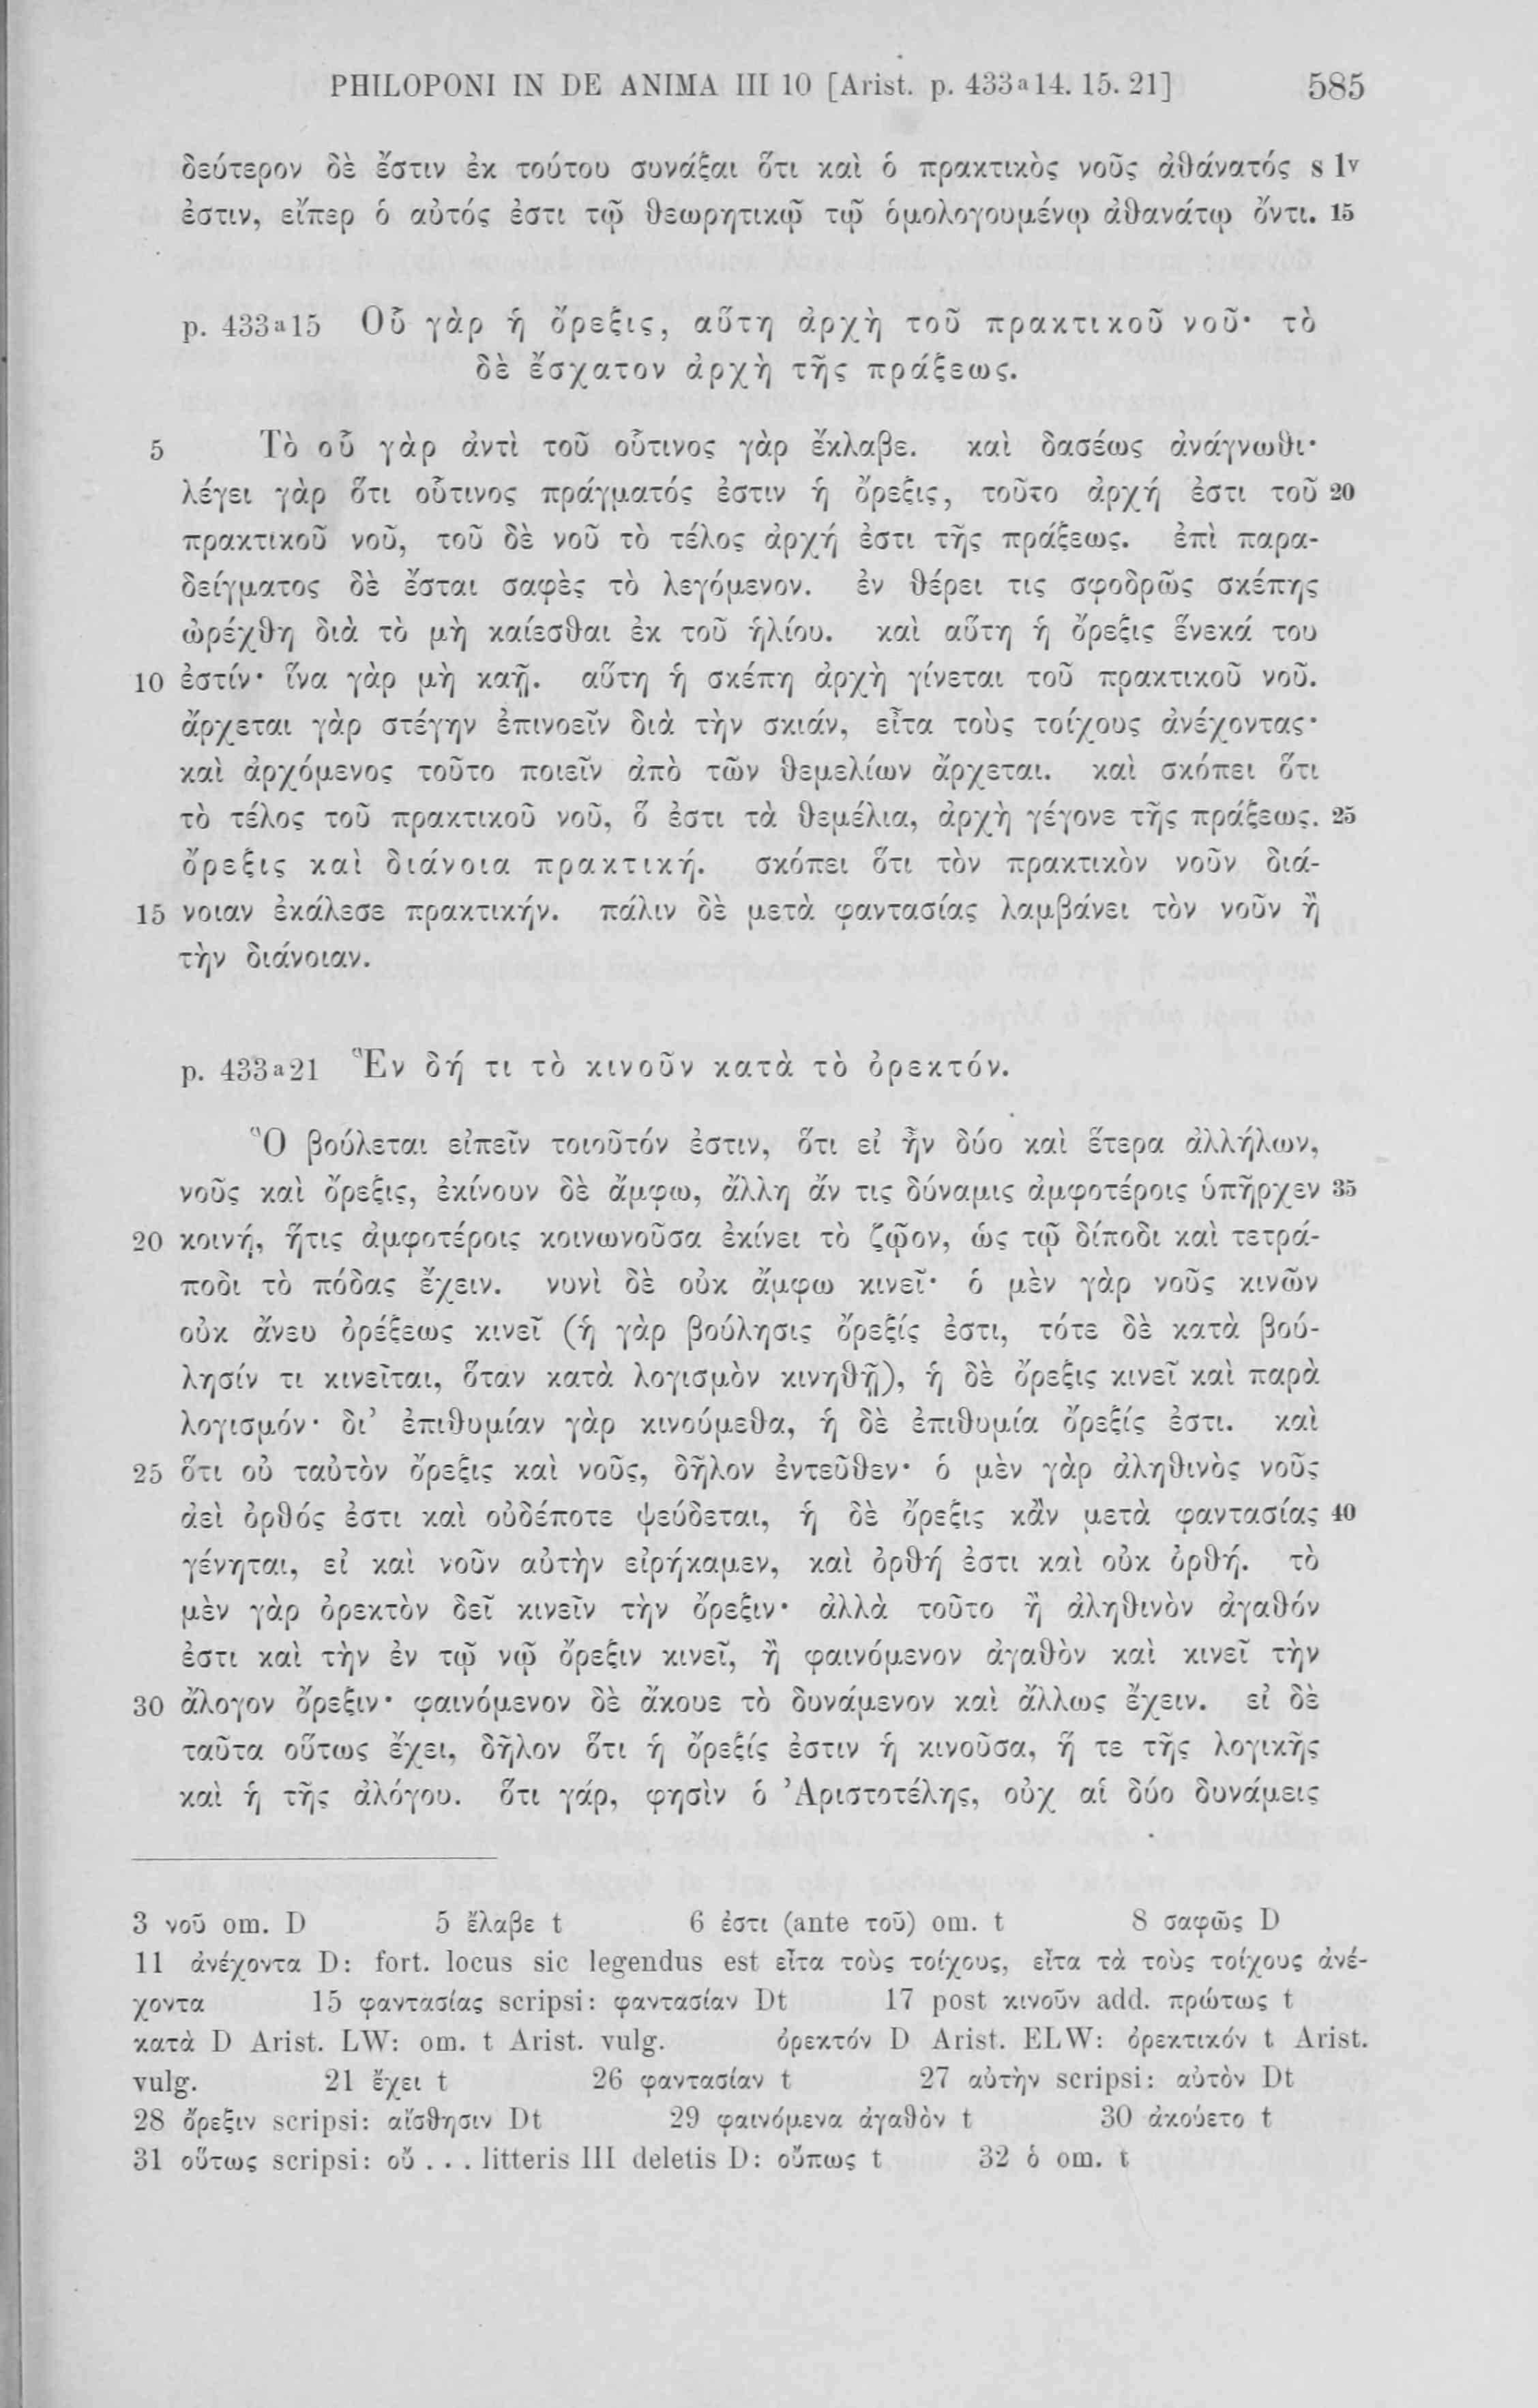 PHILOPONI IN DE ANIMA III 10 [Arist. p. 433a14. 15. 21] 585
δεύτερον δὲ ἔστιν ἐκ τούτου συνάξαι ὅτι καὶ ὁ πρακτικὸς νοῦς ἀθάνατός s 1v
ἐστιν, εἴπερ ὁ αὐτός ἐστι τῷ θεωρητικῷ τῷ ὁμολογουμένῳ ἀθανάτῳ ὄντι. 15
p. 433a15 Οὗ γὰρ ἡ ὄρεξις, αὕτη ἀρχὴ τοῦ πρακτικοῦ νοῦ· τὸ
δὲ ἔσχατον ἀρχὴ τῆς πράξεως.
5 Τὸ οὗ γὰρ ἀντὶ τοῦ οὗτινος γὰρ ἔκλαβε. καὶ δασέως ἀνάγνωθι·
λέγει γὰρ ὅτι οὗτινος πράγματός ἐστιν ἡ ὄρεξις, τοῦτο ἀρχή ἐστι τοῦ 20
πρακτικοῦ νοῦ, τοῦ δὲ νοῦ τὸ τέλος ἀρχή ἐστι τῆς πράξεως. ἐπὶ παρα-
δείγματος δὲ ἔσται σαφὲς τὸ λεγόμενον. ἐν θέρει τις σφοδρῶς σκέπης
ὠρέχθη διὰ τὸ μὴ καίεσθαι ἐκ τοῦ ἡλίου. καὶ αὕτη ἡ ὄρεξις ἕνεκά του
10 ἐστίν· ἵνα γὰρ μὴ καῇ. αὕτη ἡ σκέπη ἀρχὴ γίνεται τοῦ πρακτικοῦ νοῦ.
ἄρχεται γὰρ στέγην ἐπινοεῖν διὰ τὴν σκιάν, εἶτα τοὺς τοίχους ἀνέχοντας·
καὶ ἀρχόμενος τοῦτο ποιεῖν ἀπὸ τῶν θεμελίων ἄρχεται. καὶ σκόπει ὅτι
τὸ τέλος τοῦ πρακτικοῦ νοῦ, ὅ ἐστι τὰ θεμέλια, ἀρχὴ γέγονε τῆς πράξεως. 25
ὄρεξις καὶ διάνοια πρακτική. σκόπει ὅτι τὸν πρακτικὸν νοῦν διά-
15 νοιαν ἐκάλεσε πρακτικήν. πάλιν δὲ μετὰ φαντασίας λαμβάνει τὸν νοῦν ἢ
τὴν διάνοιαν.
p. 433a21 Ἓν δή τι τὸ κινοῦν κατὰ τὸ ὀρεκτόν.
Ὃ βούλεται εἰπεῖν τοιοῦτόν ἐστιν, ὅτι εἰ ἦν δύο καὶ ἕτερα ἀλλήλων,
νοῦς καὶ ὄρεξις, ἐκίνουν δὲ ἄμφω, ἄλλη ἄν τις δύναμις ἀμφοτέροις ὑπῆρχεν 35
20 κοινή, ἥτις ἀμφοτέροις κοινωνοῦσα ἐκίνει τὸ ζῷον, ὡς τῷ δίποδι καὶ τετρά-
ποδι τὸ πόδας ἔχειν. νυνὶ δὲ οὐκ ἄμφω κινεῖ· ὁ μὲν γὰρ νοῦς κινῶν
οὐκ ἄνευ ὀρέξεως κινεῖ (ἡ γὰρ βούλησις ὄρεξίς ἐστι, τότε δὲ κατὰ βού-
λησίν τι κινεῖται, ὅταν κατὰ λογισμὸν κινηθῇ), ἡ δὲ ὄρεξις κινεῖ καὶ παρὰ
λογισμόν· δι’ ἐπιθυμίαν γὰρ κινούμεθα, ἡ δὲ ἐπιθυμία ὄρεξίς ἐστι. καὶ
25 ὅτι οὐ ταὐτὸν ὄρεξις καὶ νοῦς, δῆλον ἐντεῦθεν· ὁ μὲν γὰρ ἀληθινὸς νοῦς
ἀεὶ ὀρθός ἐστι καὶ οὐδέποτε ψεύδεται, ἡ δὲ ὄρεξις κἂν μετὰ φαντασίας 40
γένηται, εἰ καὶ νοῦν αὐτὴν εἰρήκαμεν, καὶ ὀρθή ἐστι καὶ οὐκ ὀρθή. τὸ
μὲν γὰρ ὀρεκτὸν δεῖ κινεῖν τὴν ὄρεξιν· ἀλλὰ τοῦτο ἢ ἀληθινὸν ἀγαθόν
ἐστι καὶ τὴν ἐν τῷ νῷ ὄρεξιν κινεῖ, ἢ φαινόμενον ἀγαθὸν καὶ κινεῖ τὴν
30 ἄλογον ὄρεξιν· φαινόμενον δὲ ἄκουε τὸ δυνάμενον καὶ ἄλλως ἔχειν. εἰ δὲ
ταῦτα οὕτως ἔχει, δῆλον ὅτι ἡ ὄρεξίς ἐστιν ἡ κινοῦσα, ἥ τε τῆς λογικῆς
καὶ ἡ τῆς ἀλόγου. ὅτι γάρ, φησὶν ὁ Ἀριστοτέλης, οὐχ αἱ δύο δυνάμεις
3 νοῦ om. D 5 ἔλαβε t 6 ἐστι (ante τοῦ) om. t 8 σαφῶς D
11 ἀνέχοντα D: fort. locus sic legendus est εἶτα τοὺς τοίχους, εἶτα τὰ τοὺς τοίχους ἀνέ-
χοντα 15 φαντασίας scripsi: φαντασίαν Dt 17 post κινοῦν add. πρώτως t
κατὰ D Arist. LW: om. t Arist. vulg. ὀρεκτόν D Arist. ELW: ὀρεκτικόν t Arist.
vulg. 21 ἔχει t 26 φαντασίαν t 27 αὐτὴν scripsi: αὐτὸν Dt
28 ὄρεξιν scripsi: αἴσθησιν Dt 29 φαινόμενα ἀγαθὸν t 30 ἀκούετο t
31 οὕτως scripsi: οὔ . . . litteris III deletis D: οὔπως t 32 ὁ om. t